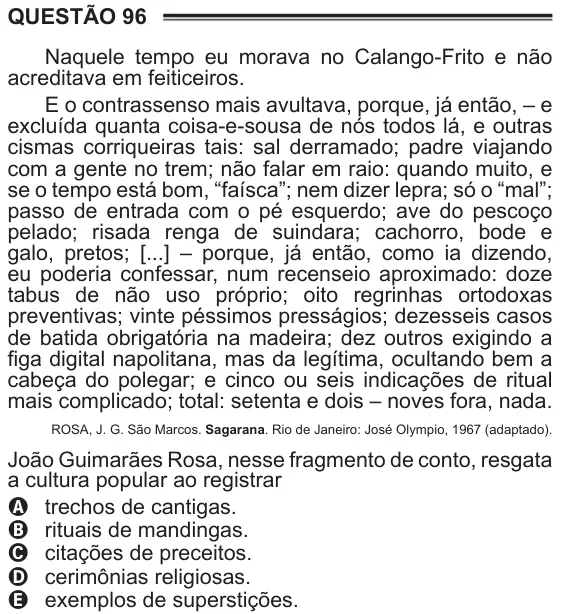 QUESTÃO 96
Naquele tempo eu morava no Calango-Frito e não
acreditava em feiticeiros.
E o contrassenso mais avultava, porque, já então, – e
excluída quanta coisa-e-sousa de nós todos lá, e outras
cismas corriqueiras tais: sal derramado; padre viajando
com a gente no trem; não falar em raio: quando muito, e
se o tempo está bom, “faísca”; nem dizer lepra; só o “mal”;
passo de entrada com o pé esquerdo; ave do pescoço
pelado; risada renga de suindara; cachorro, bode e
galo, pretos; [...] – porque, já então, como ia dizendo,
eu poderia confessar, num recenseio aproximado: doze
tabus de não uso próprio; oito regrinhas ortodoxas
preventivas; vinte péssimos presságios; dezesseis casos
de batida obrigatória na madeira; dez outros exigindo a
figa digital napolitana, mas da legítima, ocultando bem a
cabeça do polegar; e cinco ou seis indicações de ritual
mais complicado; total: setenta e dois – noves fora, nada.
ROSA, J. G. São Marcos. Sagarana. Rio de Janeiro: José Olympio, 1967 (adaptado).
João Guimarães Rosa, nesse fragmento de conto, resgata
a cultura popular ao registrar
A trechos de cantigas.
B rituais de mandingas.
C citações de preceitos.
D cerimônias religiosas.
E exemplos de superstições.